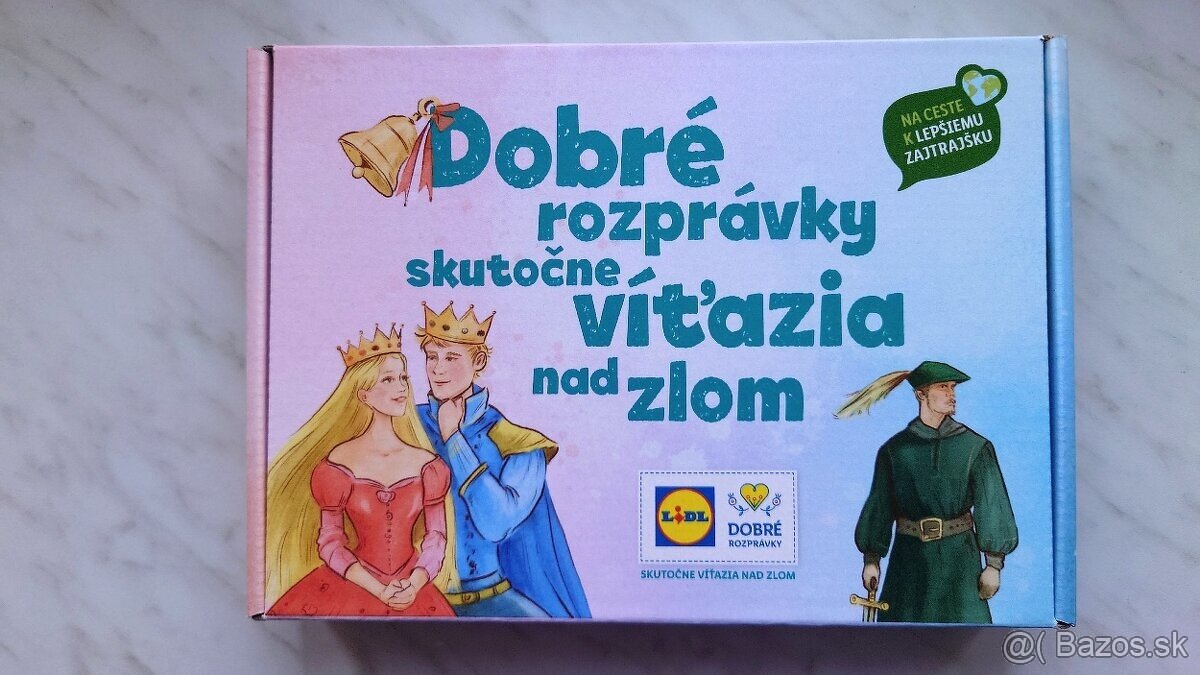 Dobré
rozprávky
skutočne
víťazia
nad zlom
NA CESTE
K LEPŠIEMU
ZAJTRAJŠKU
LIDL
DOBRÉ
ROZPRÁVKY
SKUTOČNE VÍŤAZIA NAD ZLOM
@( Bazos.sk